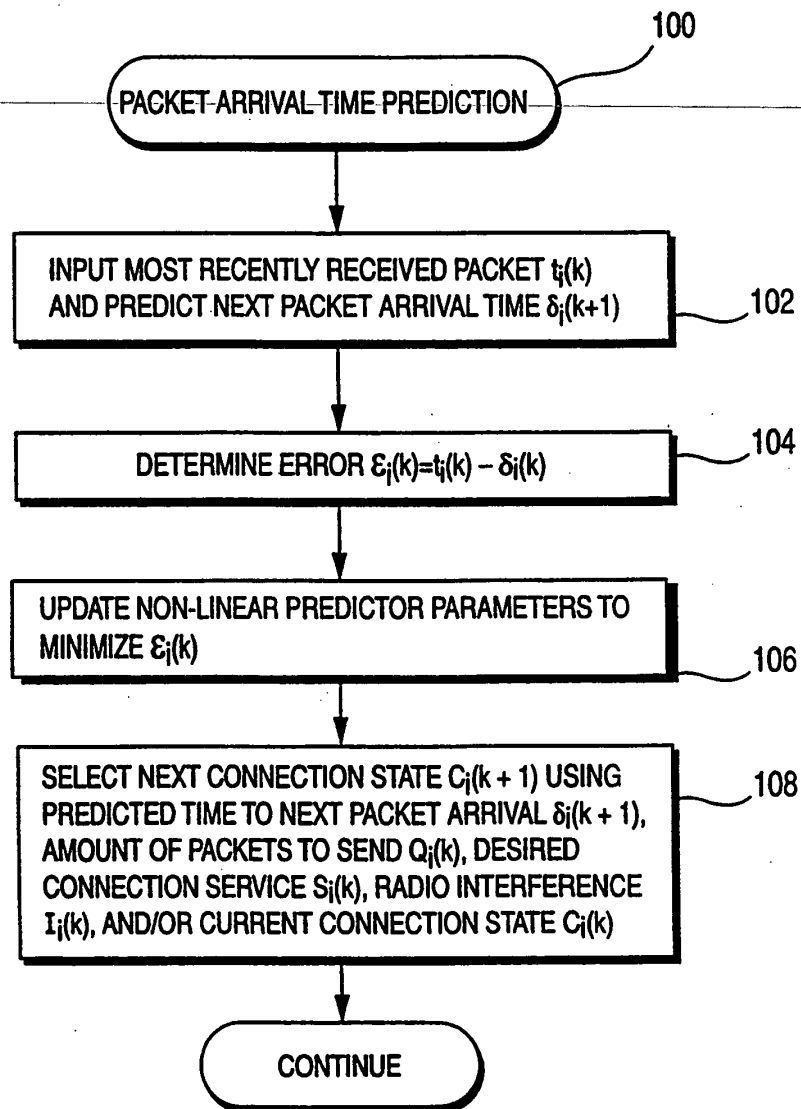 100
PACKET ARRIVAL TIME PREDICTION
INPUT MOST RECENTLY RECEIVED PACKET tᵢ(k)
AND PREDICT NEXT PACKET ARRIVAL TIME δᵢ(k+1)
102
DETERMINE ERROR Ɛᵢ(k)=tᵢ(k) – δᵢ(k)
104
UPDATE NON-LINEAR PREDICTOR PARAMETERS TO
MINIMIZE Ɛᵢ(k)
106
SELECT NEXT CONNECTION STATE Cᵢ(k + 1) USING
PREDICTED TIME TO NEXT PACKET ARRIVAL δᵢ(k + 1),
AMOUNT OF PACKETS TO SEND Qᵢ(k), DESIRED
CONNECTION SERVICE Sᵢ(k), RADIO INTERFERENCE
Iᵢ(k), AND/OR CURRENT CONNECTION STATE Cᵢ(k)
108
CONTINUE